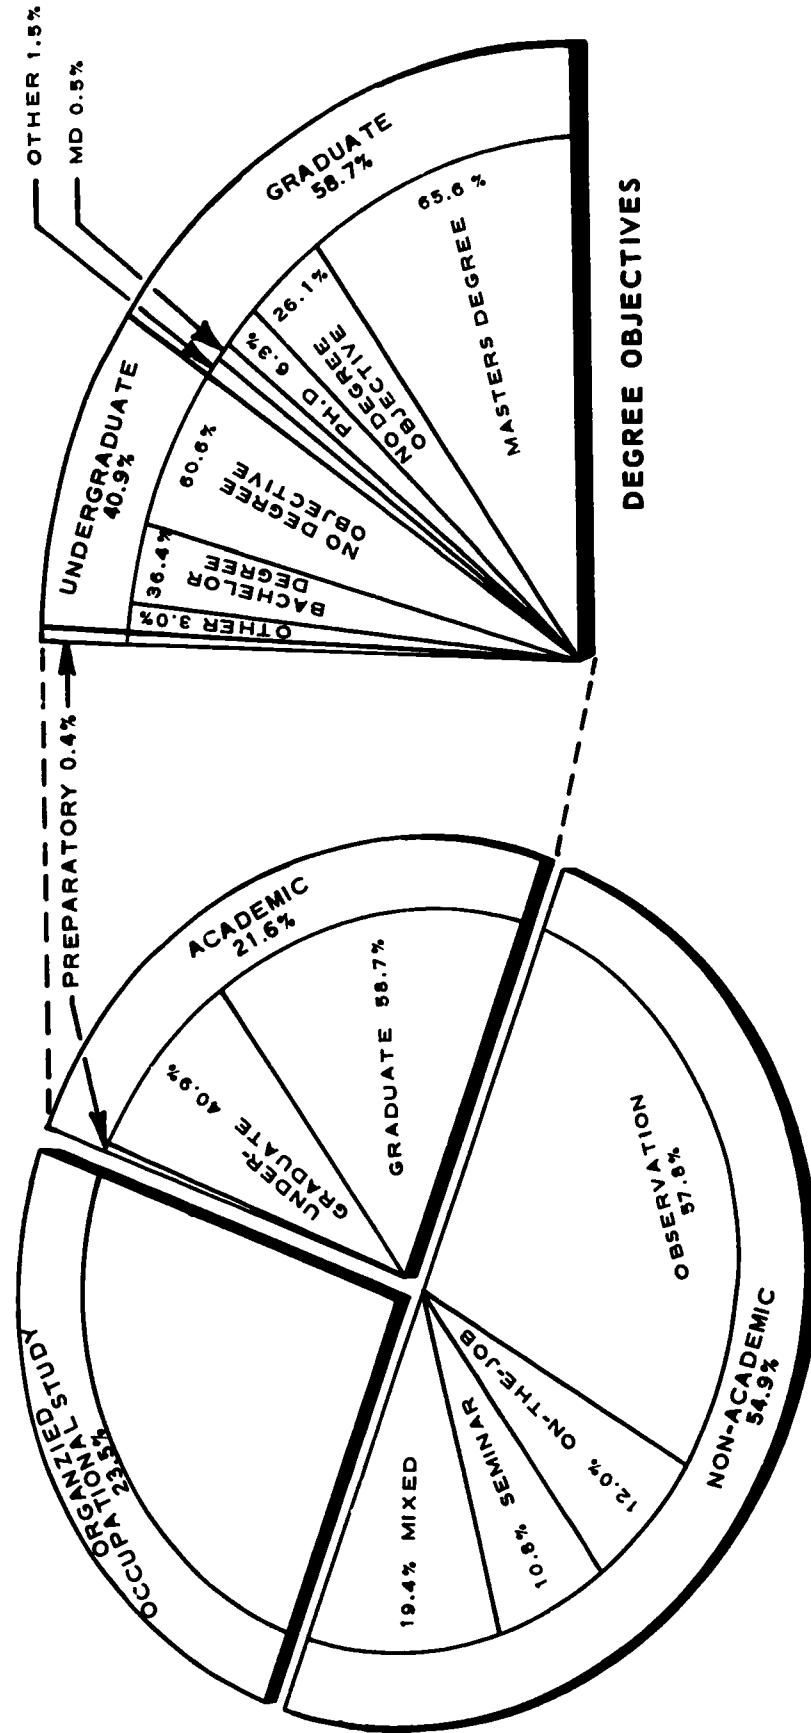 ORGANZIED STUDY
OCCUPATIONAL
23.5%
ACADEMIC
21.6%
UNDER-
GRADUATE 40.9%
GRADUATE 58.7%
PREPARATORY 0.4%
NON-ACADEMIC
54.9%
OBSERVATION
57.8%
12.0% ON-THE-JOB
10.8% SEMINAR
19.4% MIXED
OTHER 1.5%
MD 0.5%
UNDERGRADUATE
40.9%
OTHER 3.0%
BACHELOR
DEGREE
36.4%
NO DEGREE
OBJECTIVE
60.6%
GRADUATE
58.7%
PH.D 6.3%
NO DEGREE
OBJECTIVE
26.1%
MASTERS DEGREE 65.6%
DEGREE OBJECTIVES